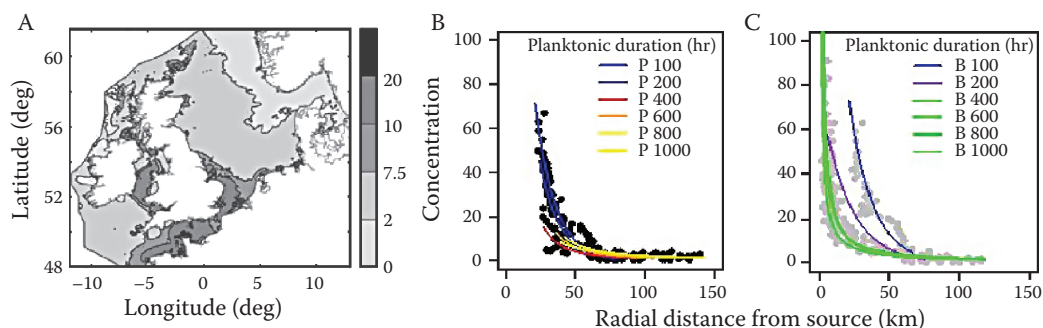 A
60
56
52
48
Latitude (deg)
−10
−5
0
5
10
Longitude (deg)
20
10
7.5
2
0
B
100
80
60
40
20
0
Concentration
Planktonic duration (hr)
P 100
P 200
P 400
P 600
P 800
P 1000
0
50
100
150
C
100
80
60
40
20
0
Planktonic duration (hr)
B 100
B 200
B 400
B 600
B 800
B 1000
0
50
100
150
Radial distance from source (km)